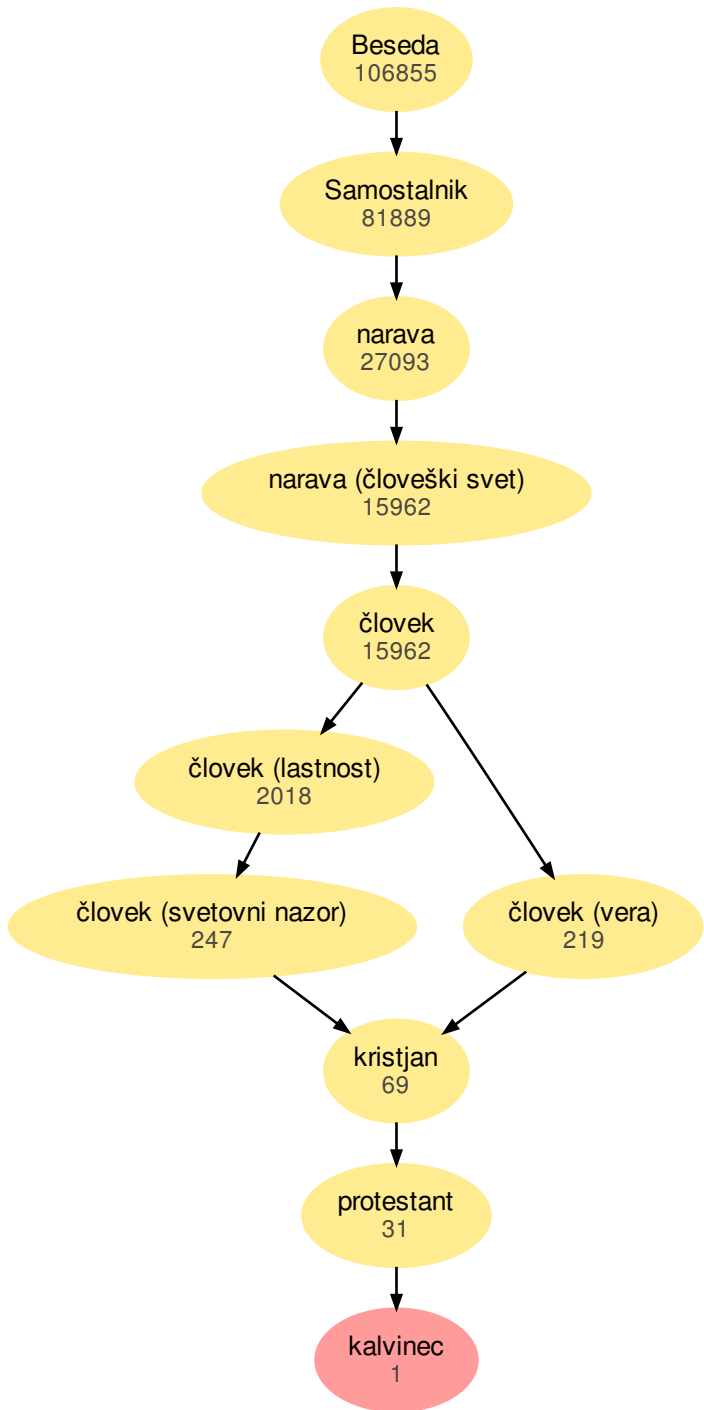 Beseda
106855
Samostalnik
81889
narava
27093
narava (človeški svet)
15962
človek
15962
človek (lastnost)
2018
človek (svetovni nazor)
247
človek (vera)
219
kristjan
69
protestant
31
kalvinec
1